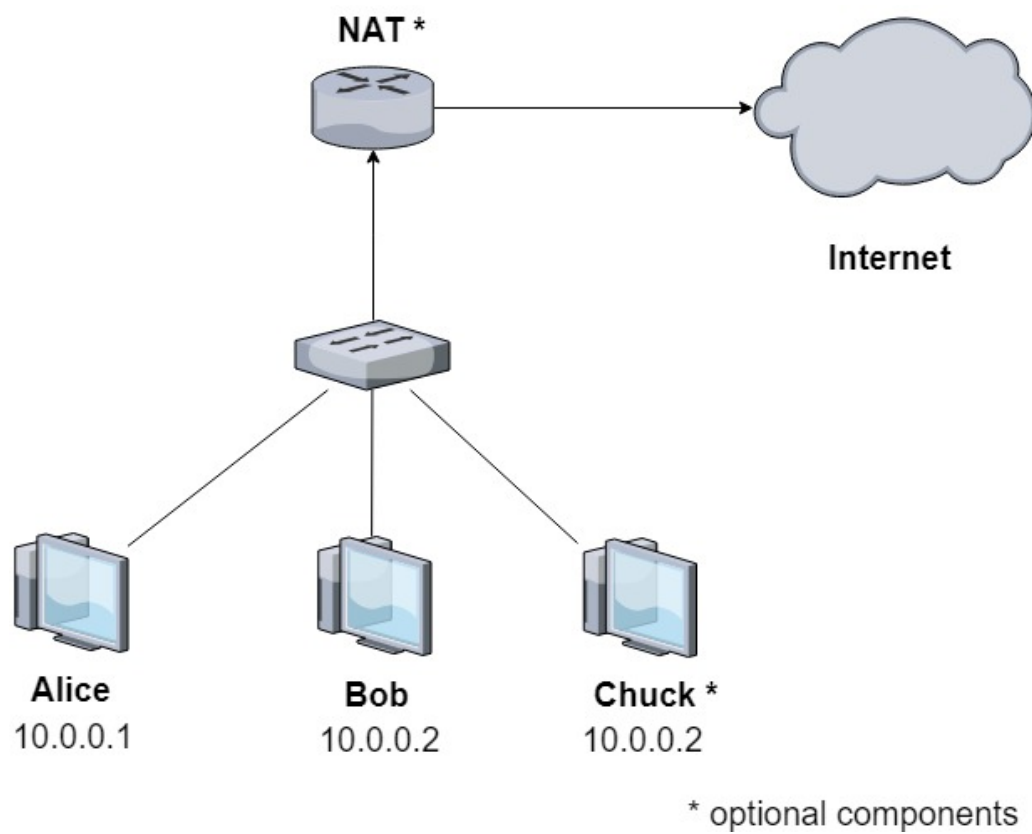 NAT *
Internet
Alice
10.0.0.1
Bob
10.0.0.2
Chuck *
10.0.0.2
* optional components